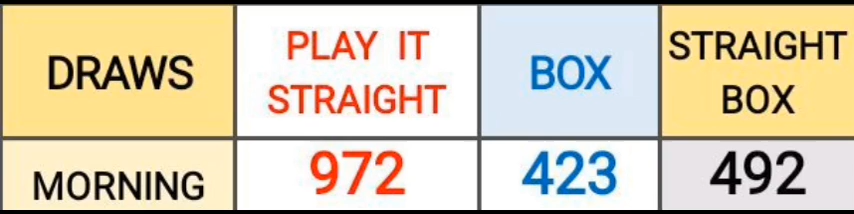 DRAWS
PLAY IT
STRAIGHT
BOX
STRAIGHT
BOX
MORNING
972
423
492